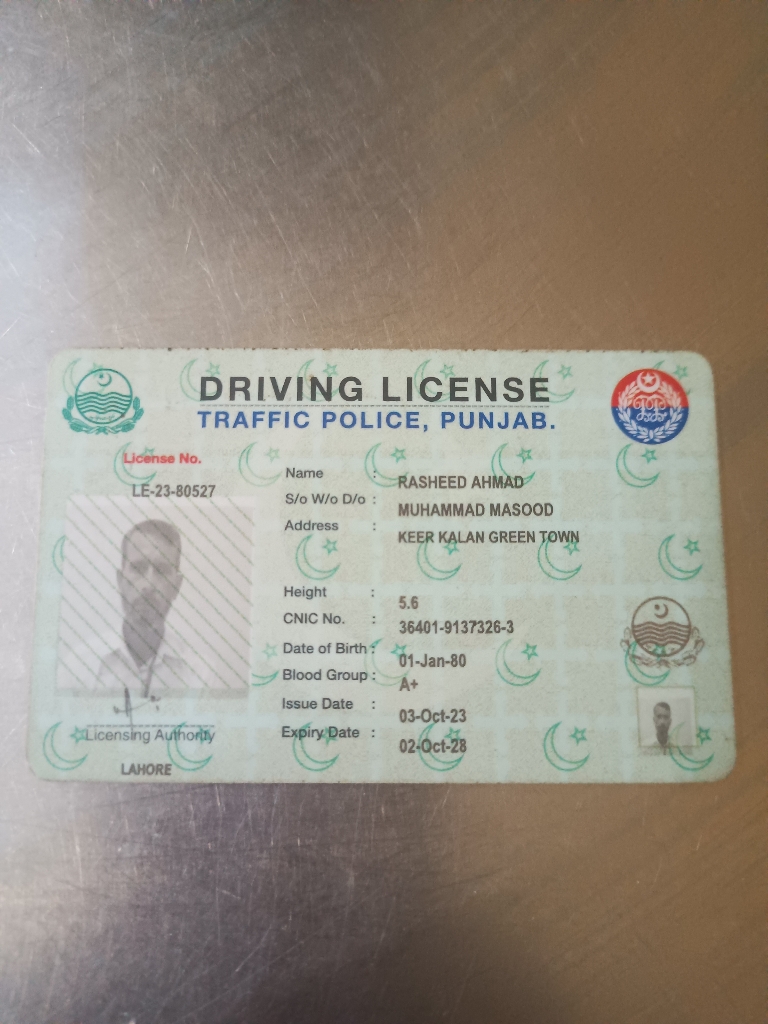 DRIVING LICENSE
TRAFFIC POLICE, PUNJAB.
License No.
LE-23-80527
Name : RASHEED AHMAD
S/o W/o D/o : MUHAMMAD MASOOD
Address : KEER KALAN GREEN TOWN
Height : 5.6
CNIC No. : 36401-9137326-3
Date of Birth : 01-Jan-80
Blood Group : A+
Issue Date : 03-Oct-23
Expiry Date : 02-Oct-28
Licensing Authority
LAHORE